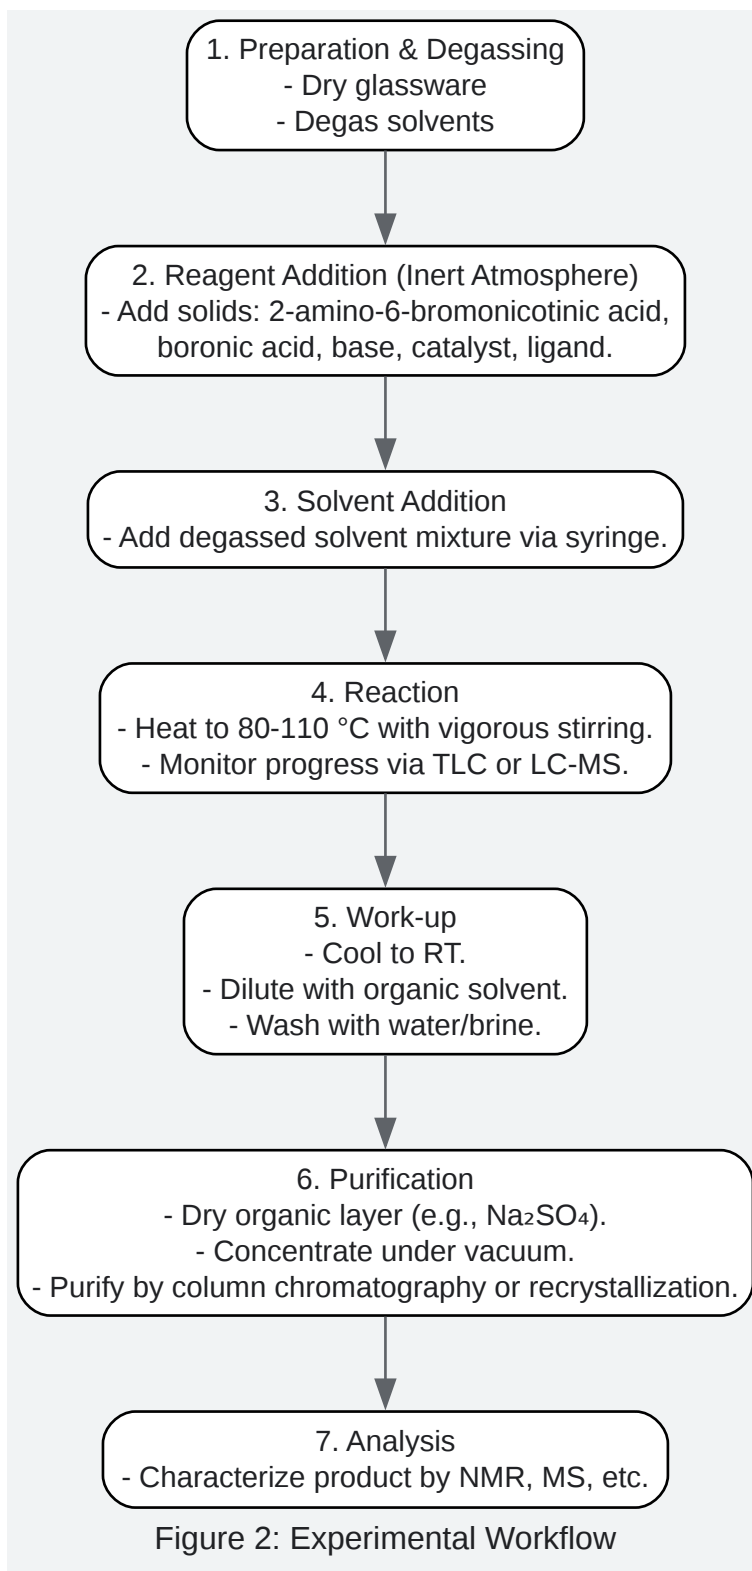 1. Preparation & Degassing
- Dry glassware
- Degas solvents
2. Reagent Addition (Inert Atmosphere)
- Add solids: 2-amino-6-bromonicotinic acid,
boronic acid, base, catalyst, ligand.
3. Solvent Addition
- Add degassed solvent mixture via syringe.
4. Reaction
- Heat to 80-110 °C with vigorous stirring.
- Monitor progress via TLC or LC-MS.
5. Work-up
- Cool to RT.
- Dilute with organic solvent.
- Wash with water/brine.
6. Purification
- Dry organic layer (e.g., Na₂SO₄).
- Concentrate under vacuum.
- Purify by column chromatography or recrystallization.
7. Analysis
- Characterize product by NMR, MS, etc.
Figure 2: Experimental Workflow